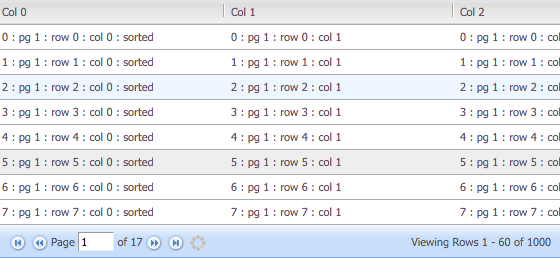 Col 0 Col 1 Col 2
0 : pg 1 : row 0 : col 0 : sorted 0 : pg 1 : row 0 : col 1 0 : pg 1 : row 0 : col
1 : pg 1 : row 1 : col 0 : sorted 1 : pg 1 : row 1 : col 1 1 : pg 1 : row 1 : col
2 : pg 1 : row 2 : col 0 : sorted 2 : pg 1 : row 2 : col 1 2 : pg 1 : row 2 : col
3 : pg 1 : row 3 : col 0 : sorted 3 : pg 1 : row 3 : col 1 3 : pg 1 : row 3 : col
4 : pg 1 : row 4 : col 0 : sorted 4 : pg 1 : row 4 : col 1 4 : pg 1 : row 4 : col
5 : pg 1 : row 5 : col 0 : sorted 5 : pg 1 : row 5 : col 1 5 : pg 1 : row 5 : col
6 : pg 1 : row 6 : col 0 : sorted 6 : pg 1 : row 6 : col 1 6 : pg 1 : row 6 : col
7 : pg 1 : row 7 : col 0 : sorted 7 : pg 1 : row 7 : col 1 7 : pg 1 : row 7 : col
Page 1 of 17 Viewing Rows 1 - 60 of 1000